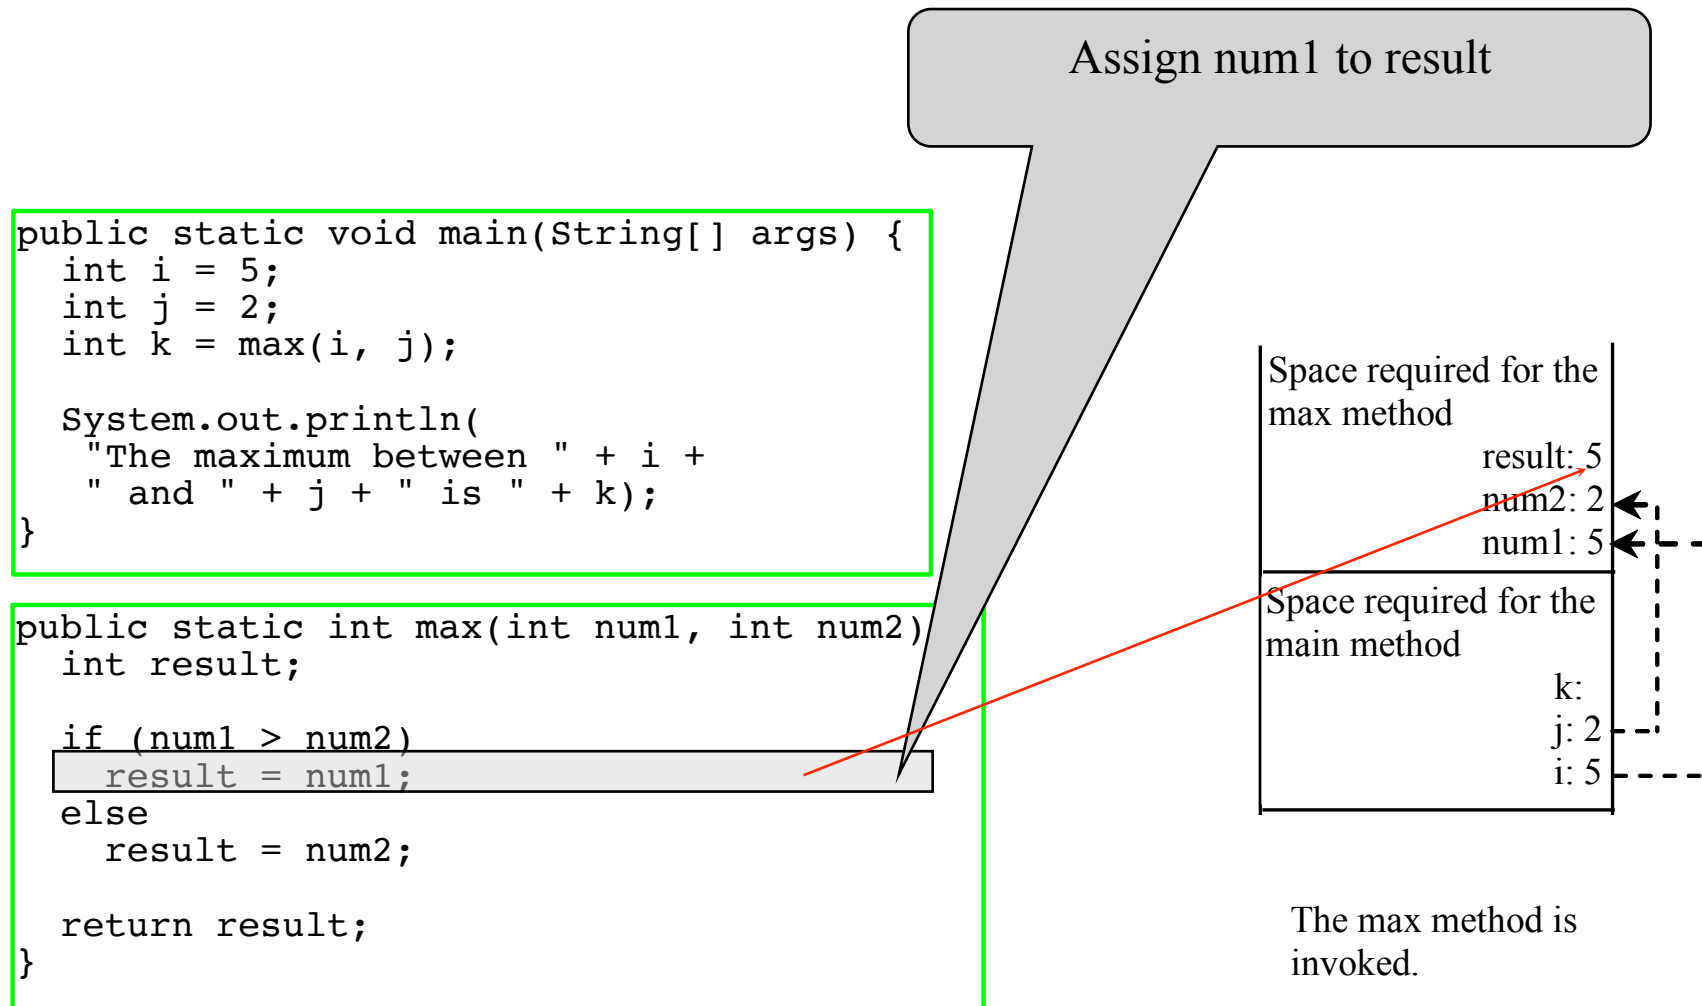 Assign num1 to result
public static void main(String[] args) {
  int i = 5;
  int j = 2;
  int k = max(i, j);
  System.out.println(
   "The maximum between " + i +
   " and " + j + " is " + k);
}
public static int max(int num1, int num2)
  int result;
  if (num1 > num2)
    result = num1;
  else
    result = num2;
  return result;
}
Space required for the
max method
result: 5
num2: 2
num1: 5
Space required for the
main method
k:
j: 2
i: 5
The max method is
invoked.